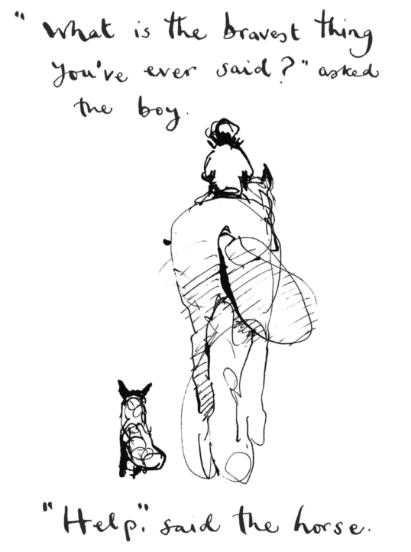 "What is the bravest thing
you've ever said?" asked
the boy.
"Help." said the horse.